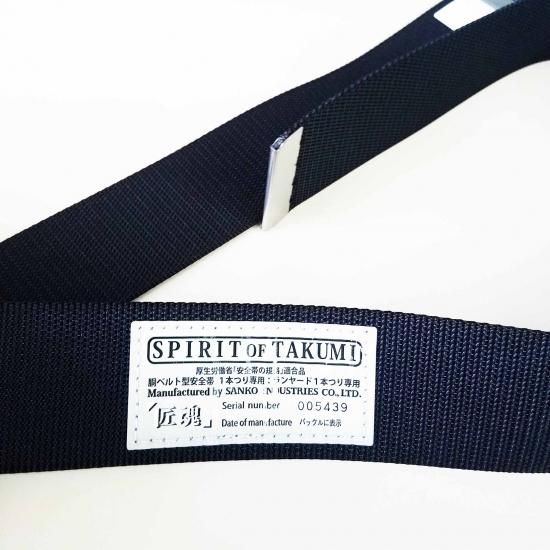 SPIRIT OF TAKUMI
厚生労働省「安全帯の規格」適合品
胴ベルト型安全帯 1本つり専用:ランヤード1本つり専用
Manufactured by SANKO INDUSTRIES CO.,LTD.
「匠魂」
Serial number 005439
Date of manufacture バックルに表示